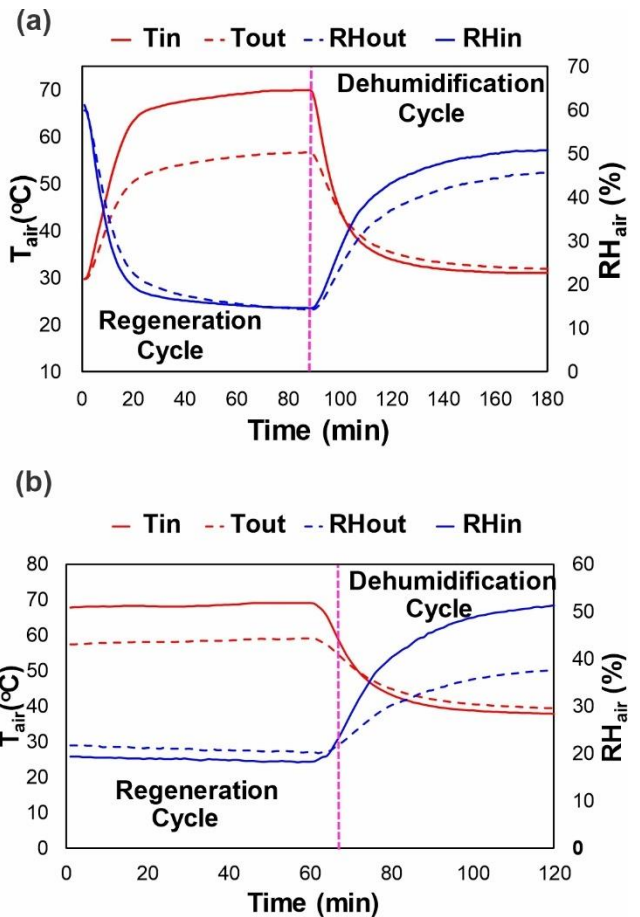 (a)
Tin Tout RHout RHin
70 70
60 60
50 50
40 40
30 30
20 20
10 10
0
Dehumidification
Cycle
Regeneration
Cycle
T_air(ºC)
RH_air (%)
0 20 40 60 80 100 120 140 160 180
Time (min)
(b)
Tin Tout RHout RHin
80 60
70 50
60 40
50 30
40 20
30 10
20 0
10
0
Dehumidification
Cycle
Regeneration
Cycle
T_air(ºC)
RH_air (%)
0 20 40 60 80 100 120
Time (min)